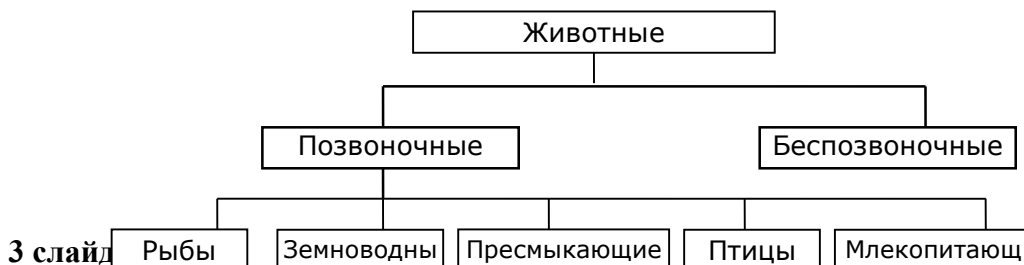 Животные
Позвоночные Беспозвоночные
3 слайд Рыбы Земноводны Пресмыкающие Птицы Млекопитающ